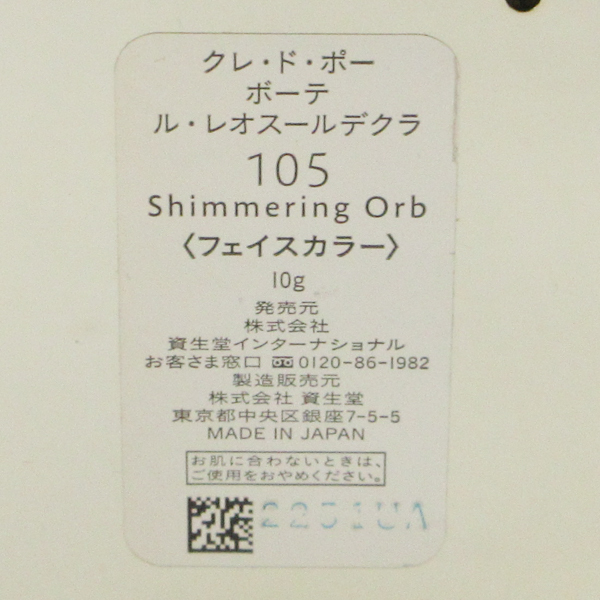 クレ・ド・ポー
ボーテ
ル・レオスールデクラ
105
Shimmering Orb
〈フェイスカラー〉
10g
発売元
株式会社
資生堂インターナショナル
お客さま窓口 0120-86-1982
製造販売元
株式会社 資生堂
東京都中央区銀座7-5-5
MADE IN JAPAN
お肌に合わないときは、
ご使用をおやめください。